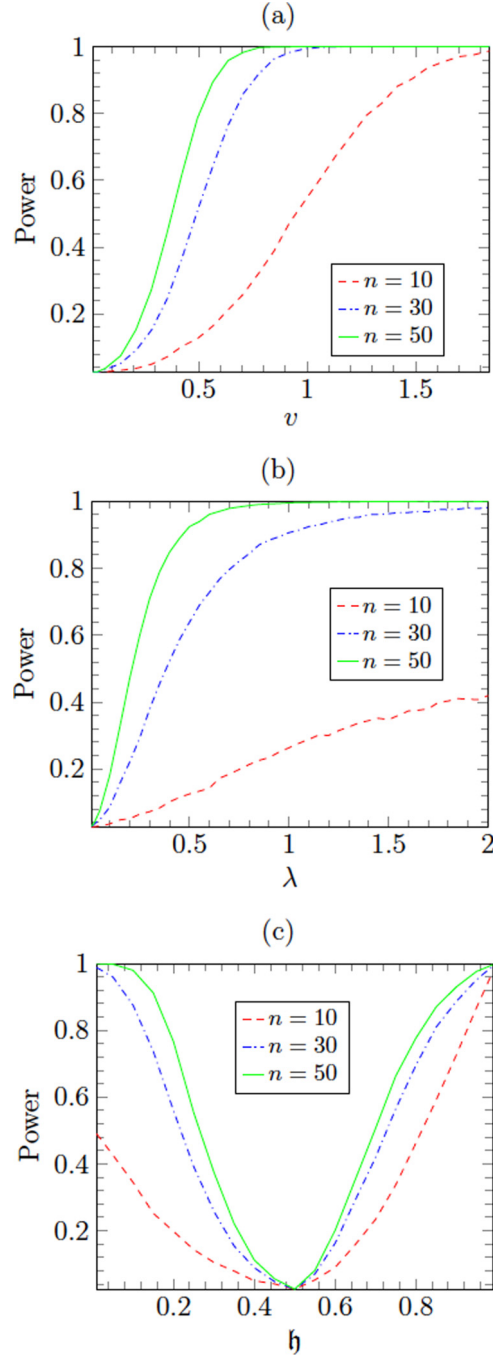 (a)
1
0.8
0.6
0.4
0.2
Power
n = 10
n = 30
n = 50
0.5 1 1.5
v
(b)
1
0.8
0.6
0.4
0.2
Power
n = 10
n = 30
n = 50
0.5 1 1.5 2
λ
(c)
1
0.8
0.6
0.4
0.2
Power
n = 10
n = 30
n = 50
0.2 0.4 0.6 0.8
𝔥